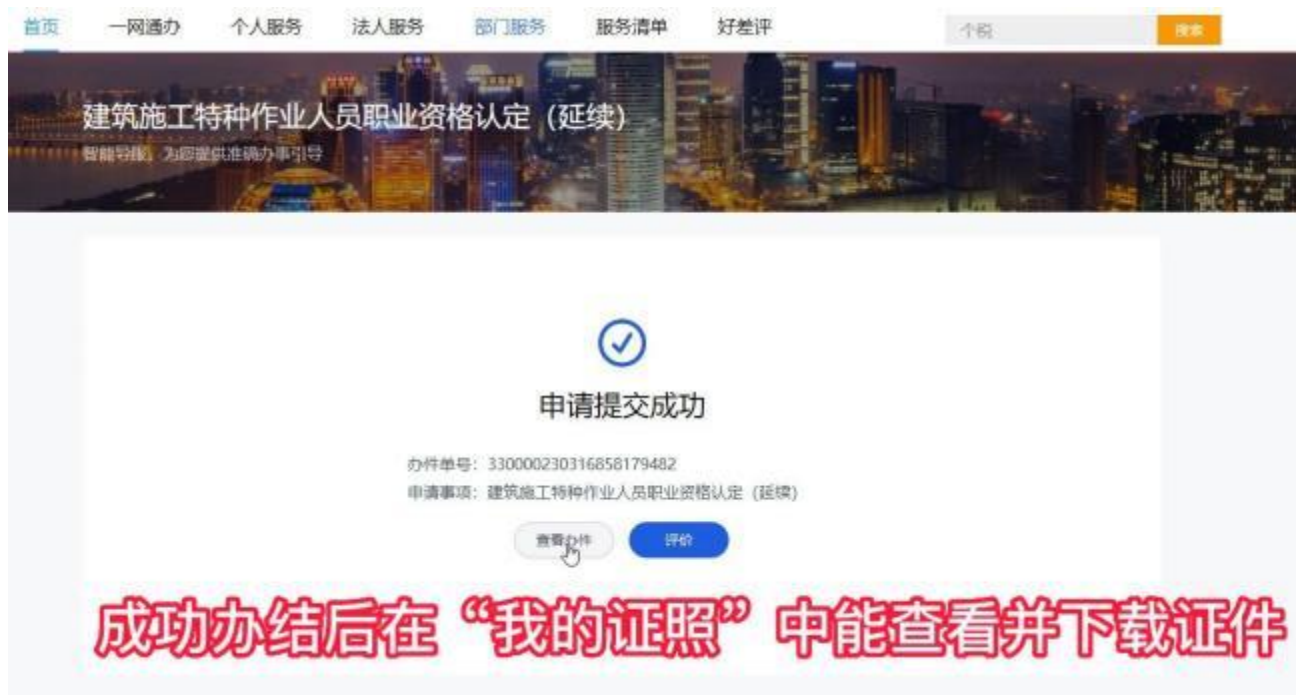 首页 一网通办 个人服务 法人服务 部门服务 服务清单 好差评 个税 搜索
建筑施工特种作业人员职业资格认定（延续）
智能导服，为您提供准确办事引导
申请提交成功
办件单号：330000230316858179482
申请事项：建筑施工特种作业人员职业资格认定（延续）
查看办件 评价
成功办结后在“我的证照”中能查看并下载证件